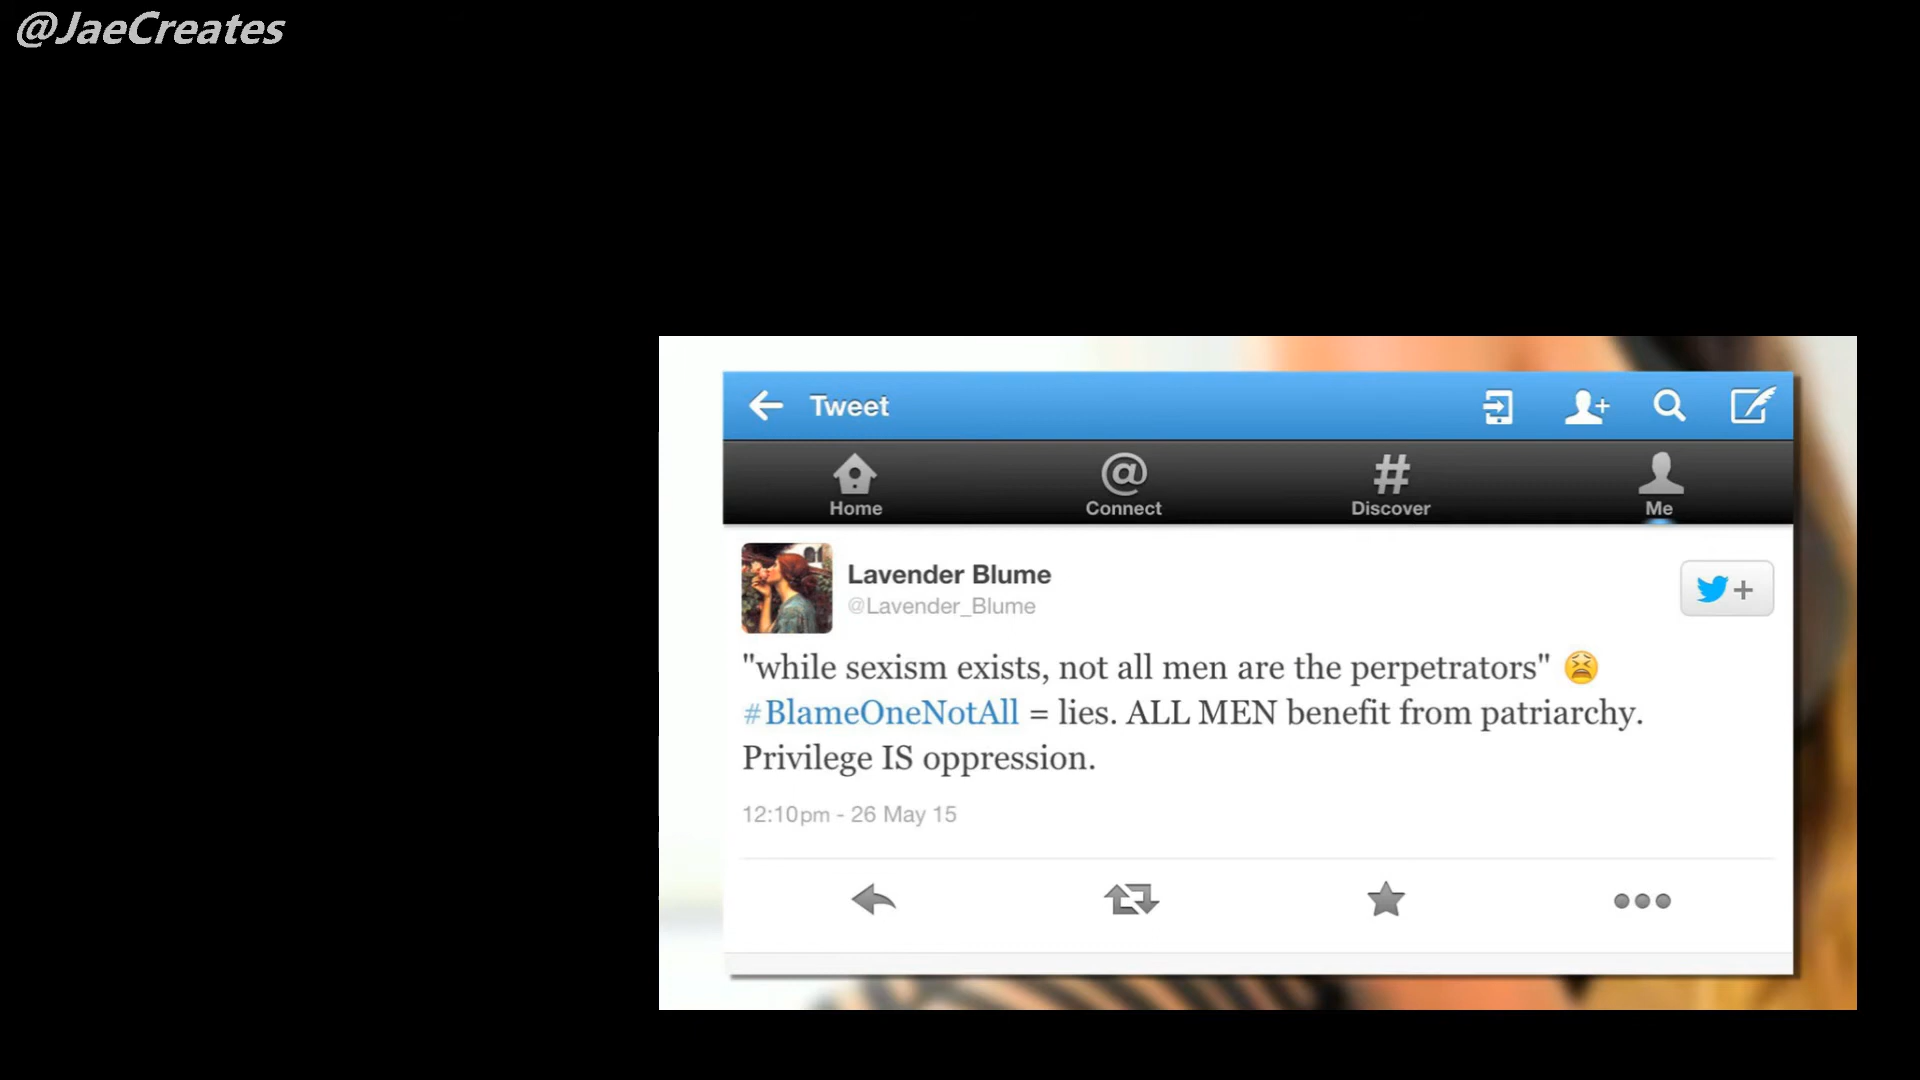 @JaeCreates
Tweet
Home
Connect
Discover
Me
Lavender Blume
@Lavender_Blume
"while sexism exists, not all men are the perpetrators" 😫
#BlameOneNotAll = lies. ALL MEN benefit from patriarchy.
Privilege IS oppression.
12:10pm - 26 May 15